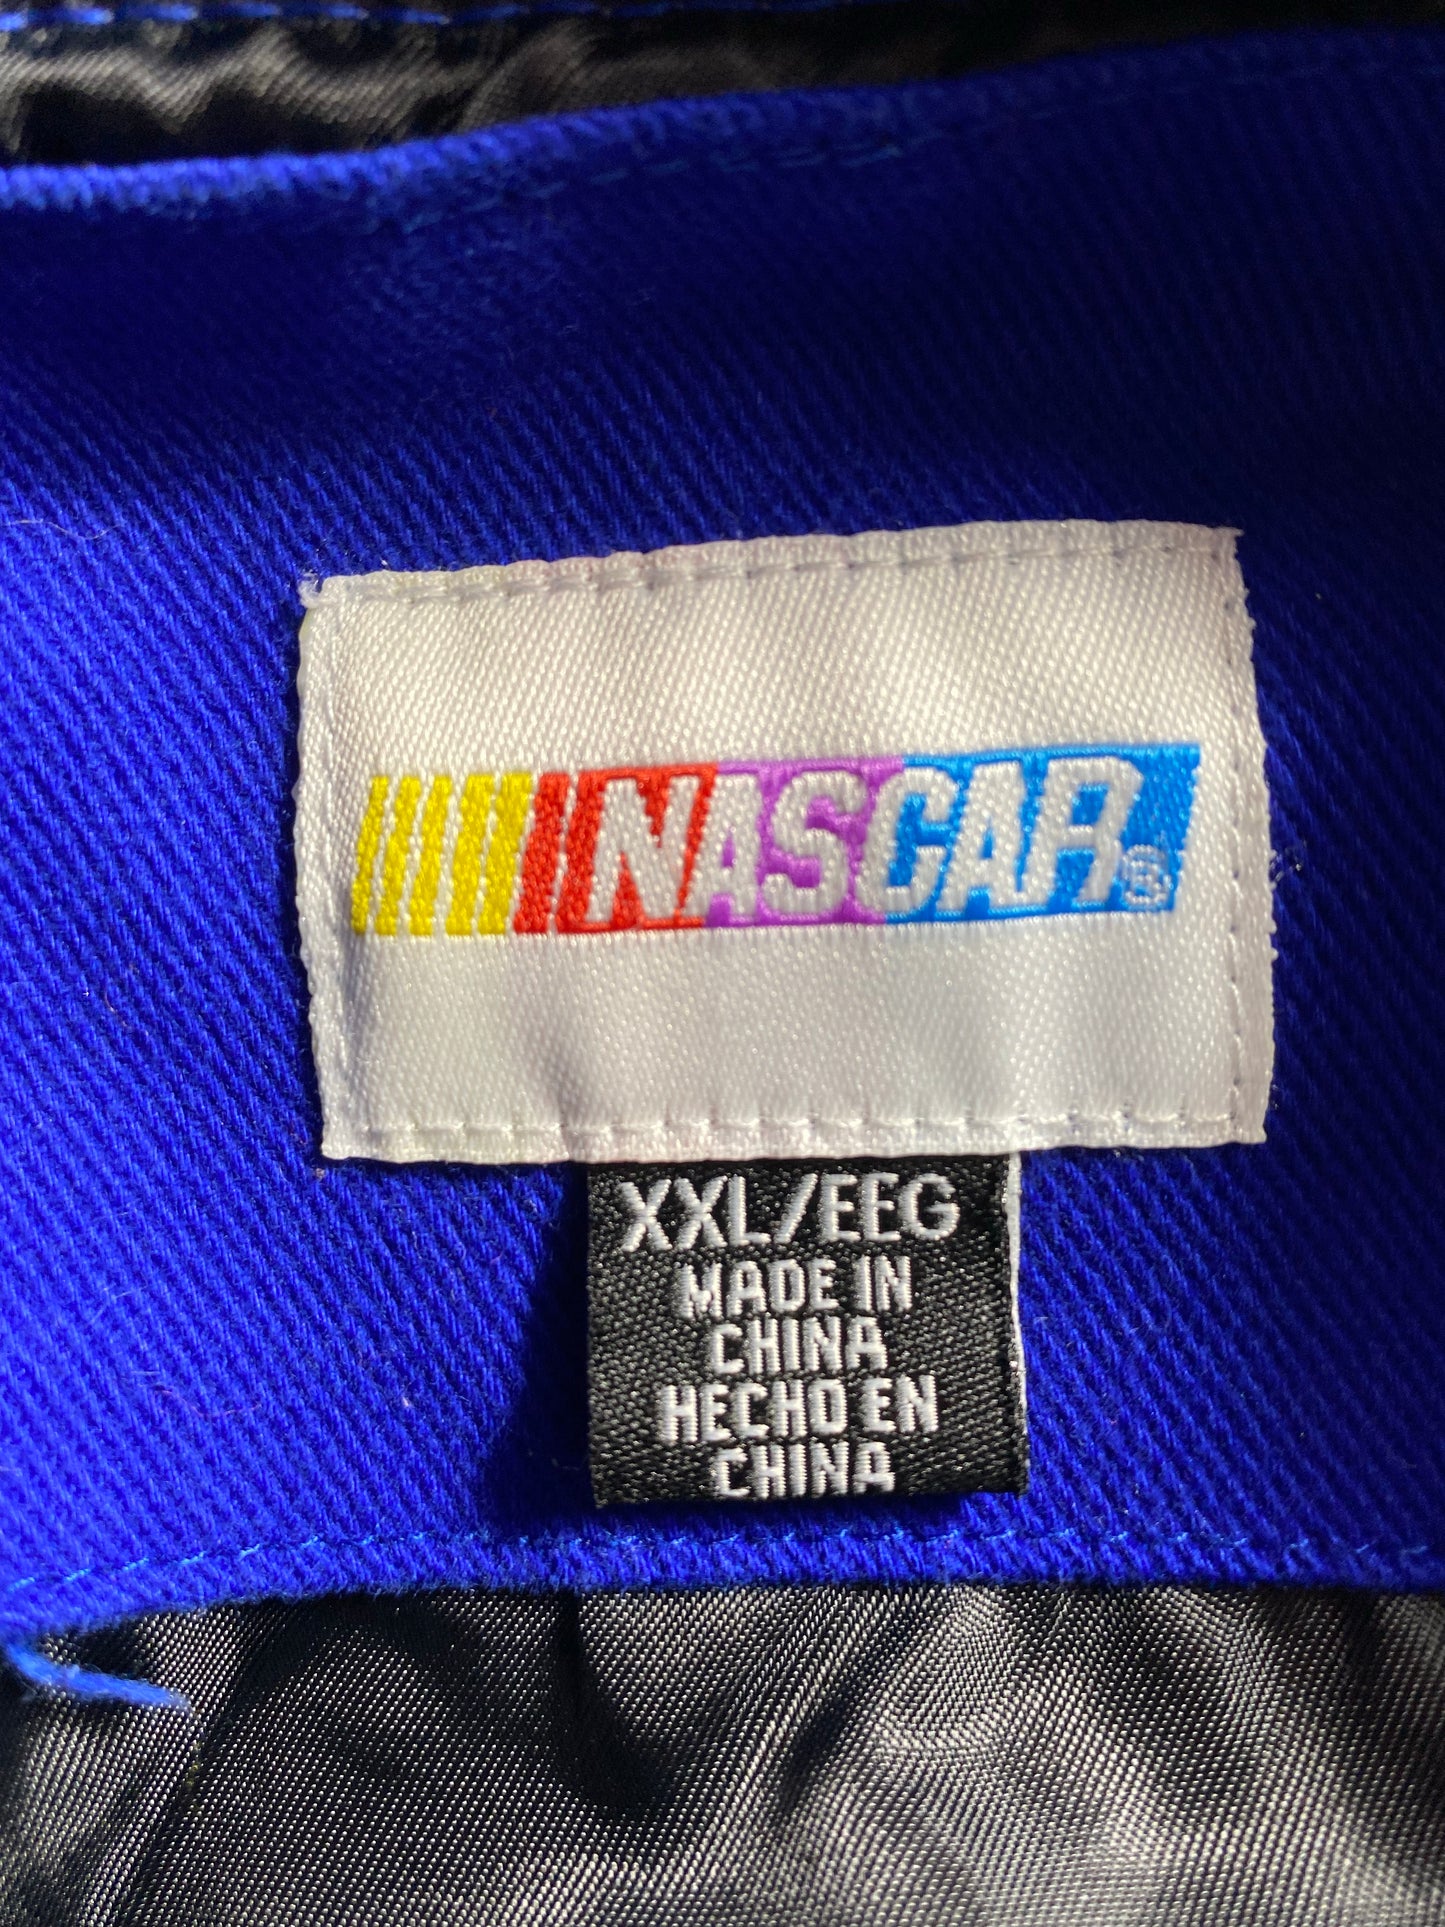 NASCAR®
XXL/EEG
MADE IN
CHINA
HECHO EN
CHINA